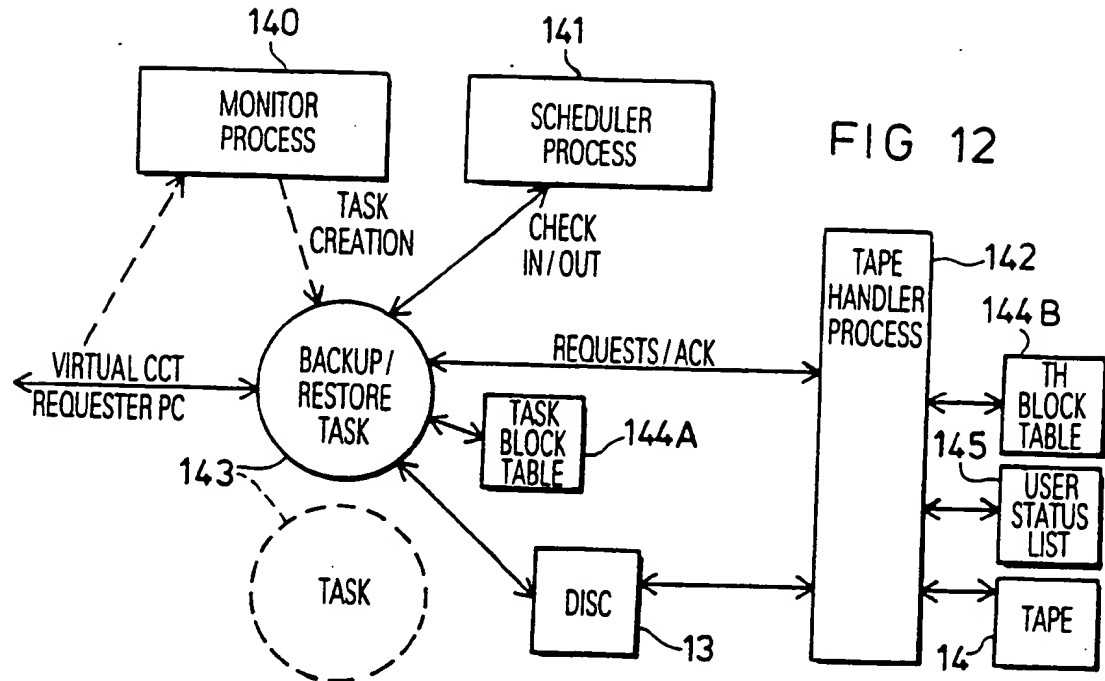 140
MONITOR
PROCESS
141
SCHEDULER
PROCESS
FIG 12
TASK
CREATION
CHECK
IN/OUT
142
TAPE
HANDLER
PROCESS
144B
TH
BLOCK
TABLE
VIRTUAL CCT
REQUESTER PC
BACKUP/
RESTORE
TASK
REQUESTS/ACK
TASK
BLOCK
TABLE
144A
145
USER
STATUS
LIST
143
TASK
DISC
13
TAPE
14